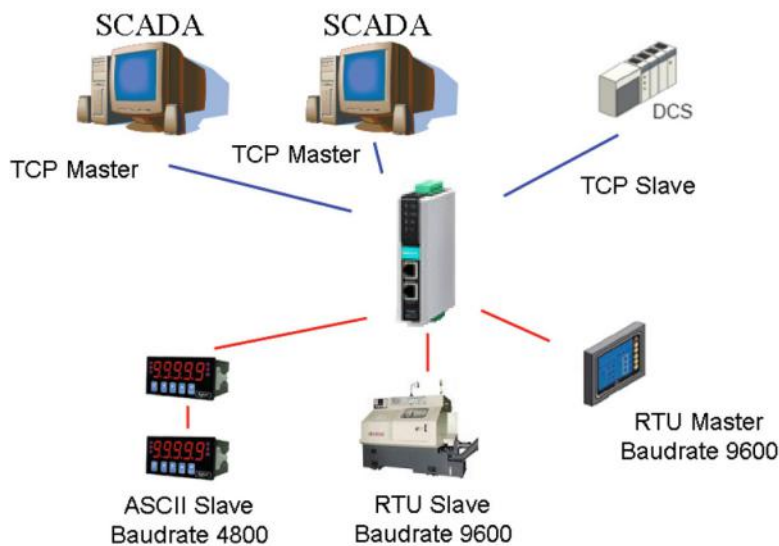 SCADA
SCADA
DCS
TCP Master
TCP Master
TCP Slave
99999
99999
ASCII Slave
Baudrate 4800
RTU Slave
Baudrate 9600
RTU Master
Baudrate 9600